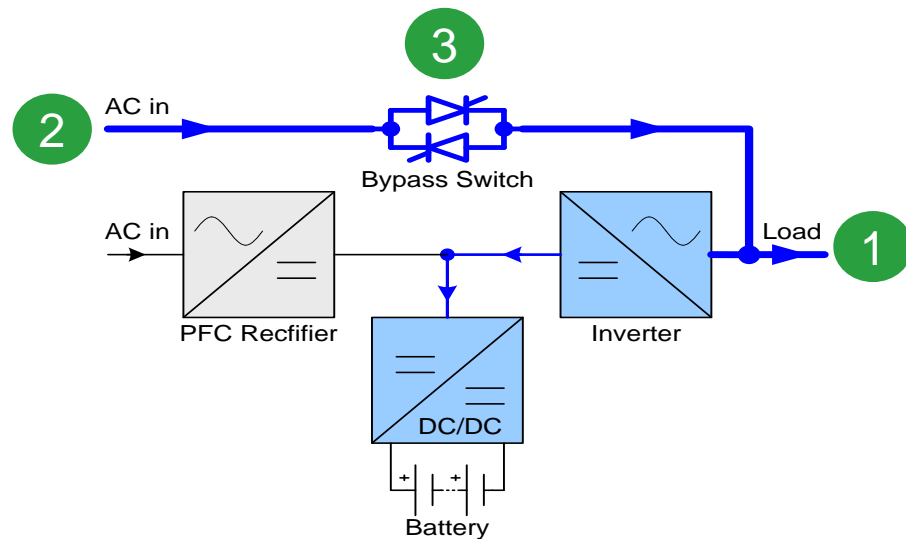 3
AC in
2
Bypass Switch
AC in
Load
1
PFC Recfifier
Inverter
DC/DC
+
+
Battery